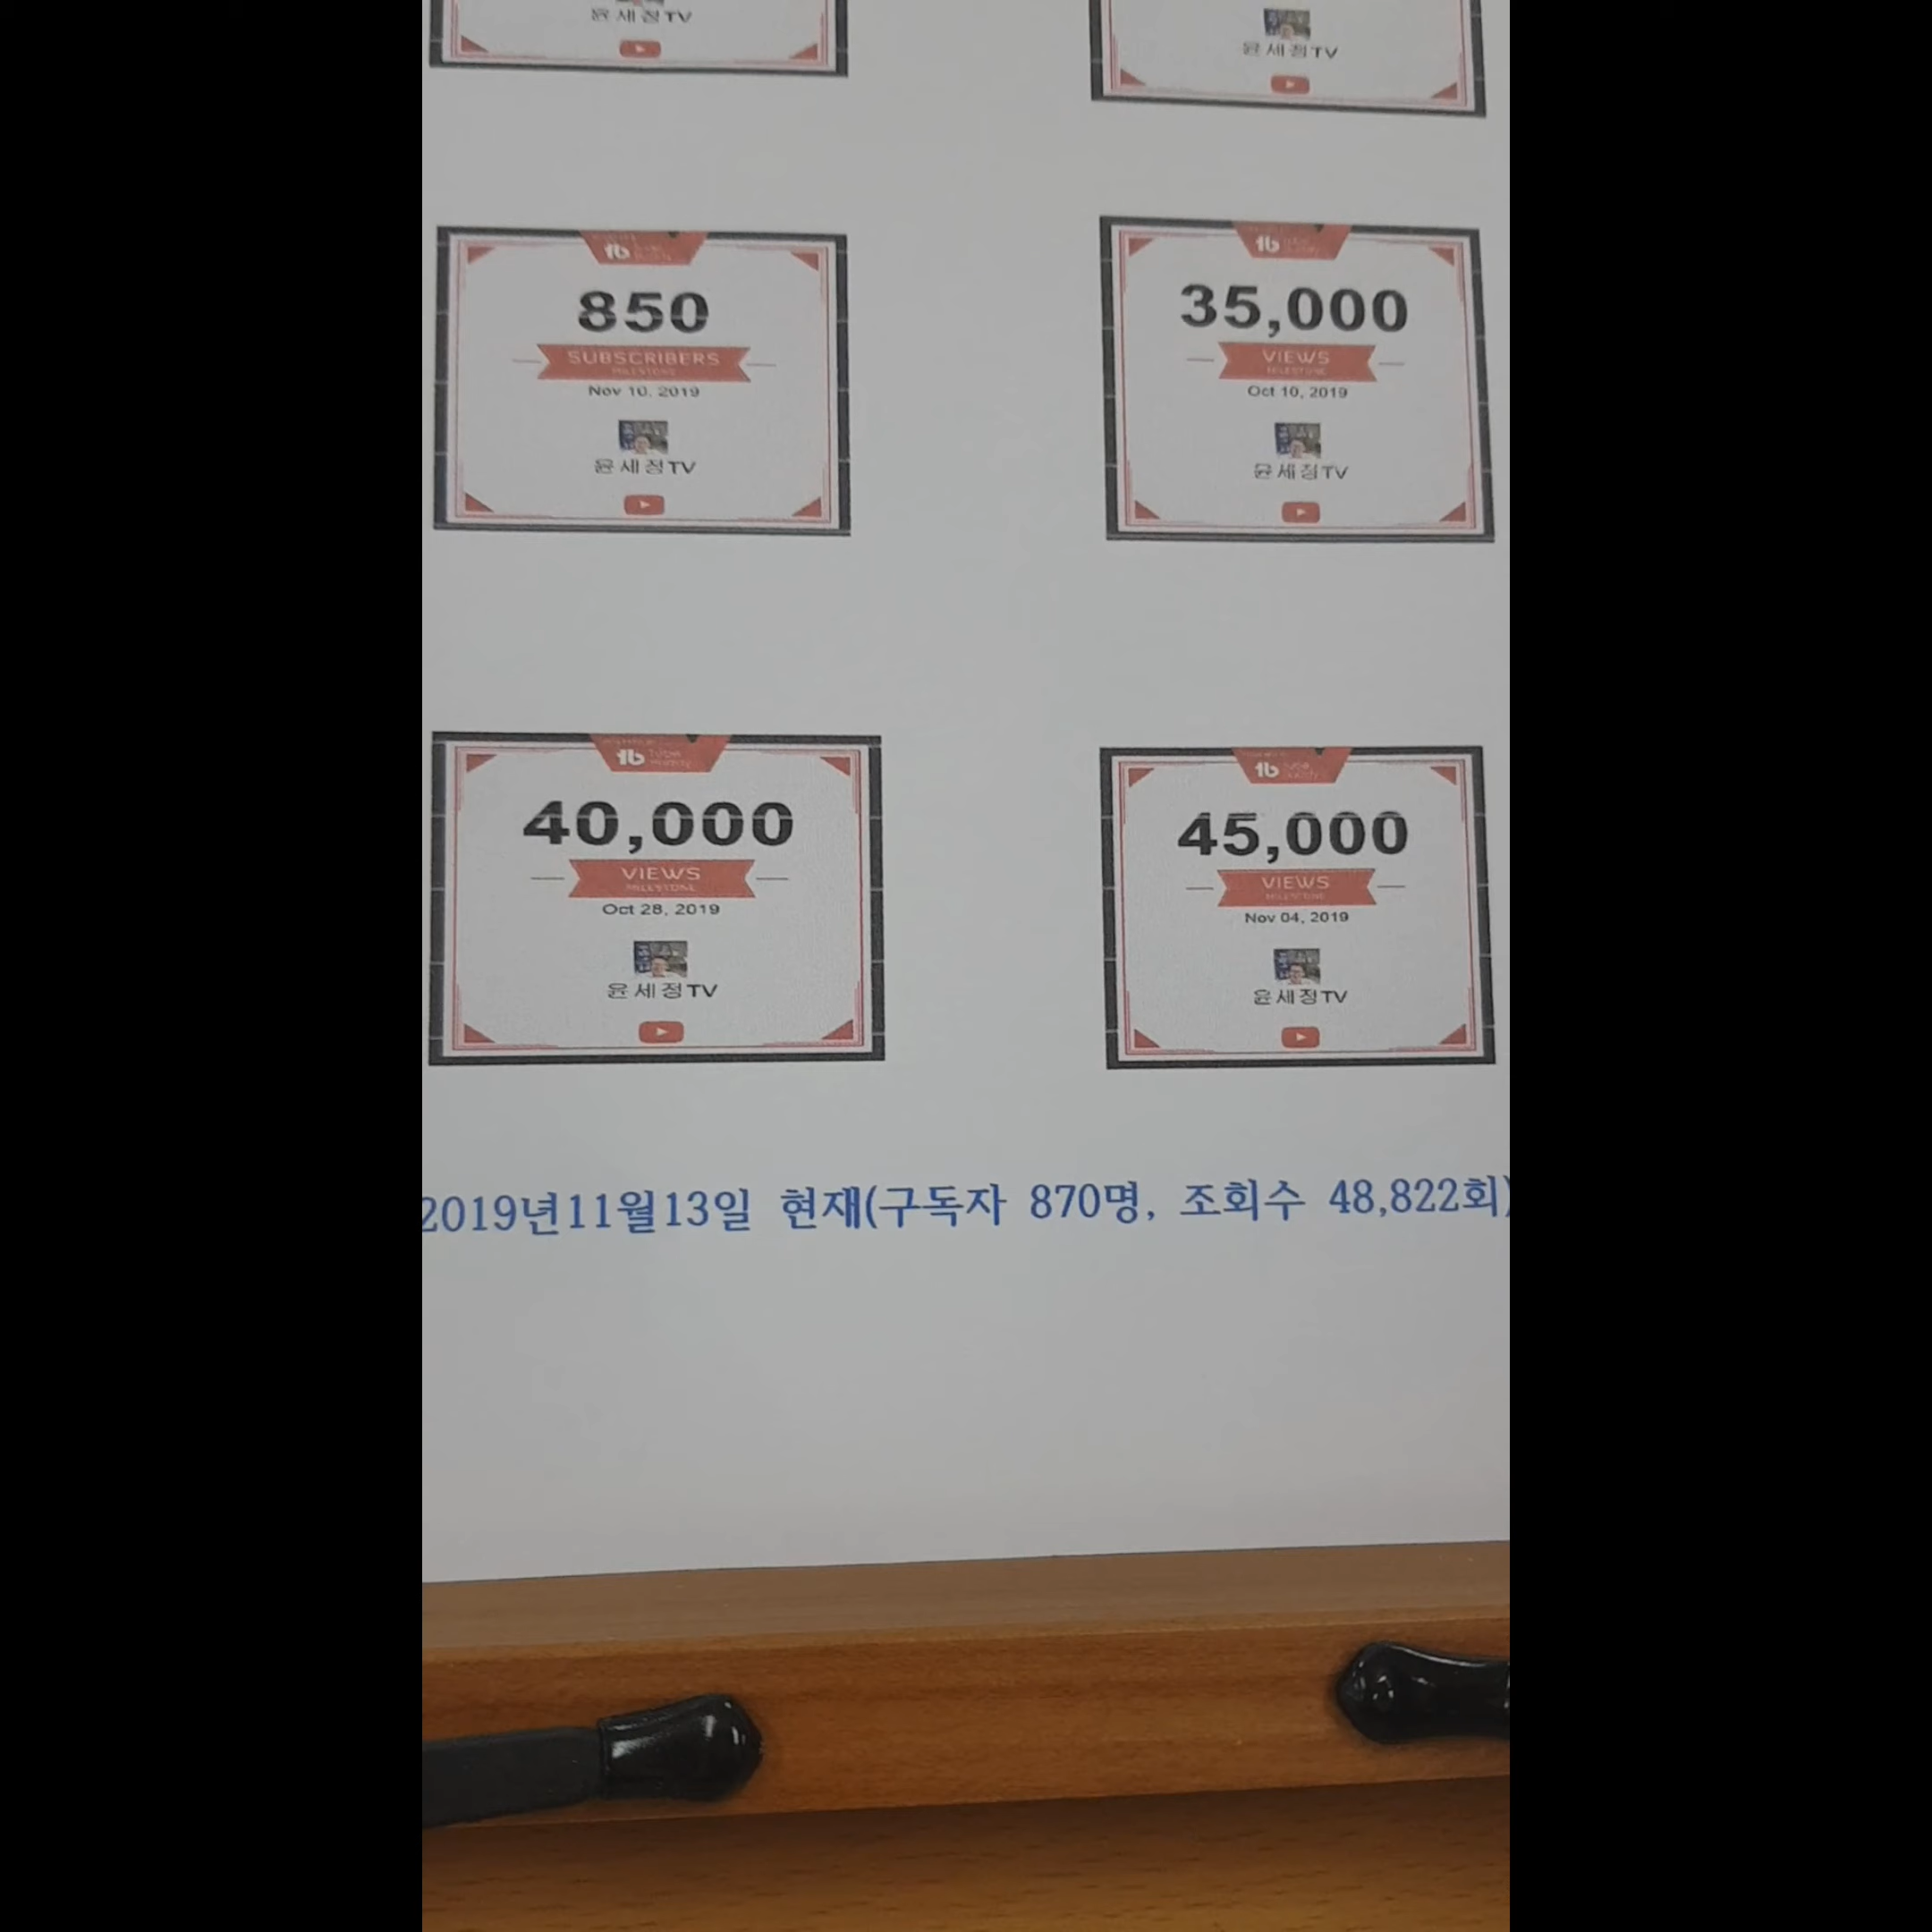 윤세정TV
윤세정TV
850
SUBSCRIBERS
MILESTONE
Nov 10, 2019
윤세정TV
35,000
VIEWS
MILESTONE
Oct 10, 2019
윤세정TV
40,000
VIEWS
MILESTONE
Oct 28, 2019
윤세정TV
45,000
VIEWS
MILESTONE
Nov 04, 2019
윤세정TV
2019년11월13일 현재(구독자 870명, 조회수 48,822회)